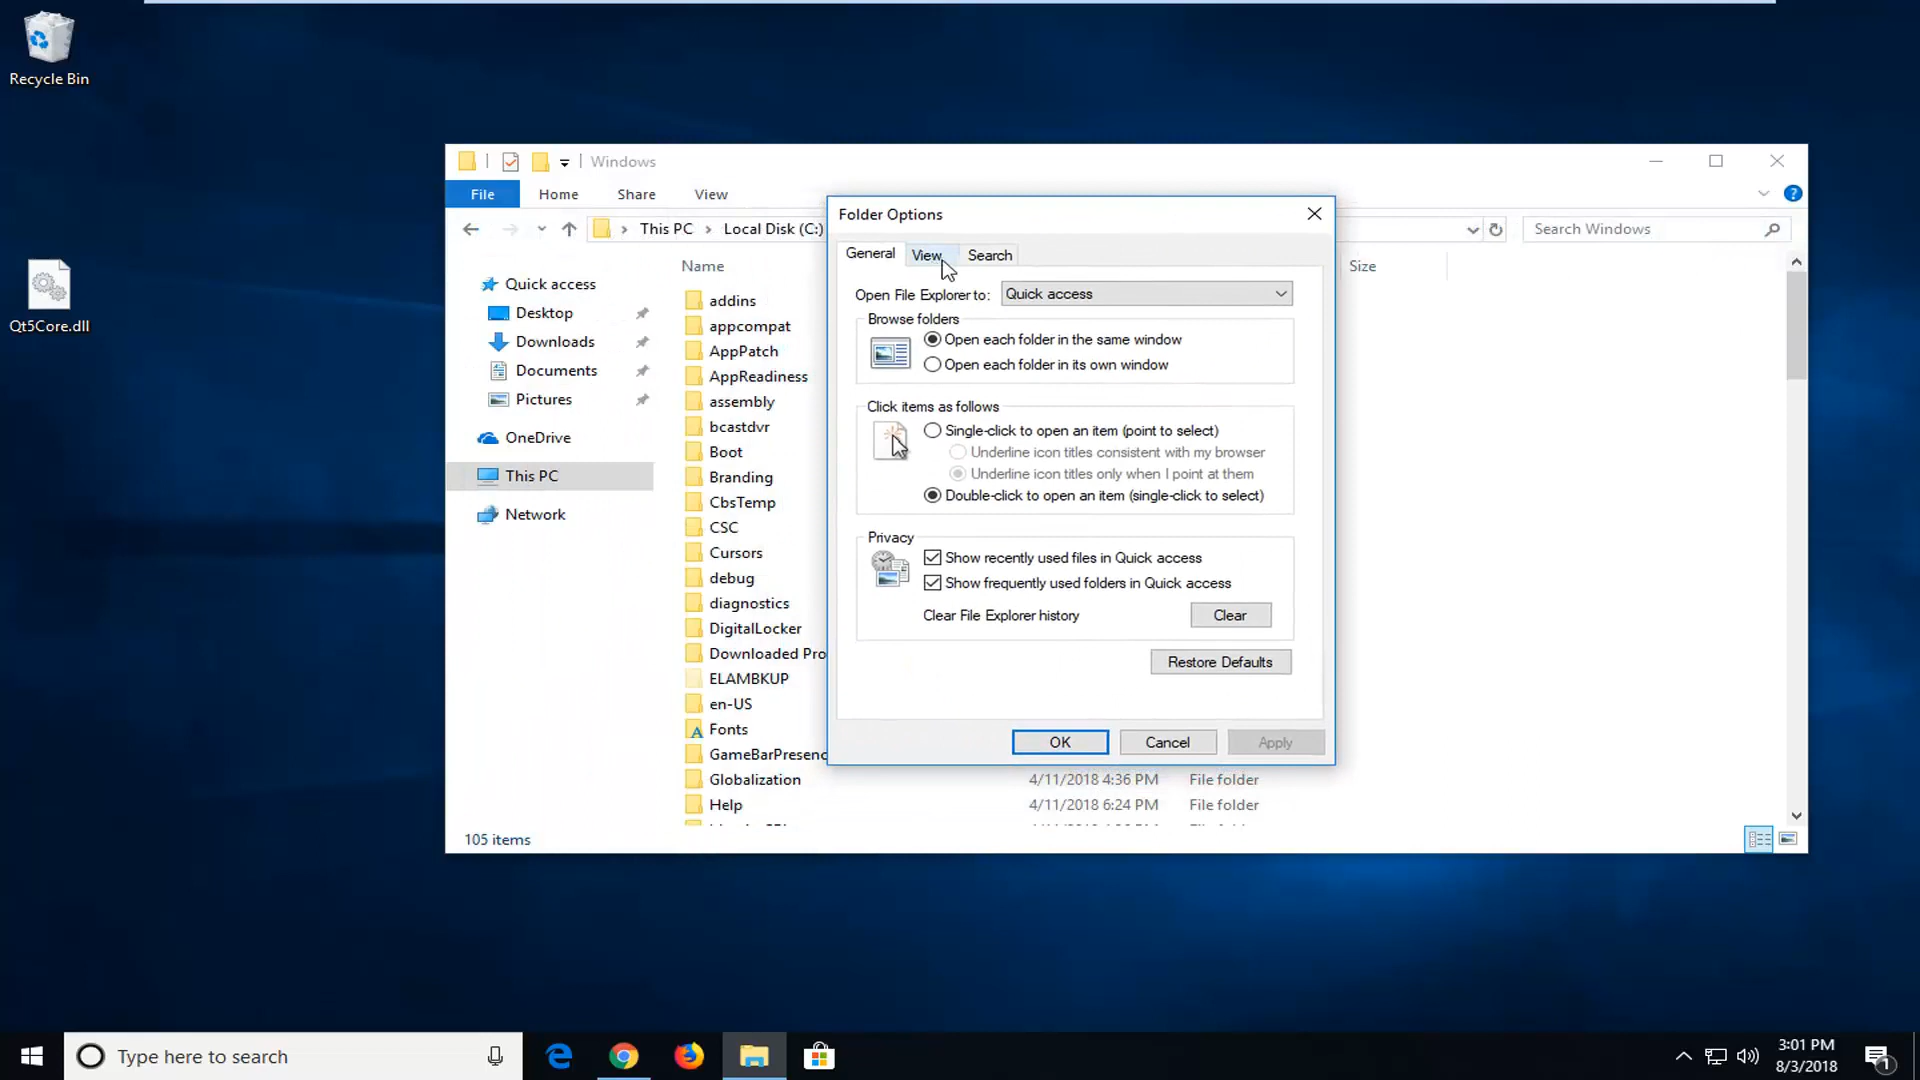 Recycle Bin
Qt5Core.dll
Windows
File Home Share View
This PC Local Disk (C:)
Search Windows
Quick access
Desktop
Downloads
Documents
Pictures
OneDrive
This PC
Network
Name
Size
addins
appcompat
AppPatch
AppReadiness
assembly
bcastdvr
Boot
Branding
CbsTemp
CSC
Cursors
debug
diagnostics
DigitalLocker
Downloaded Pro
ELAMBKUP
en-US
Fonts
GameBarPresenc
Globalization 4/11/2018 4:36 PM File folder
Help 4/11/2018 6:24 PM File folder
105 items
Folder Options
General View Search
Open File Explorer to: Quick access
Browse folders
Open each folder in the same window
Open each folder in its own window
Click items as follows
Single-click to open an item (point to select)
Underline icon titles consistent with my browser
Underline icon titles only when I point at them
Double-click to open an item (single-click to select)
Privacy
Show recently used files in Quick access
Show frequently used folders in Quick access
Clear File Explorer history Clear
Restore Defaults
OK Cancel Apply
Type here to search
3:01 PM
8/3/2018
1